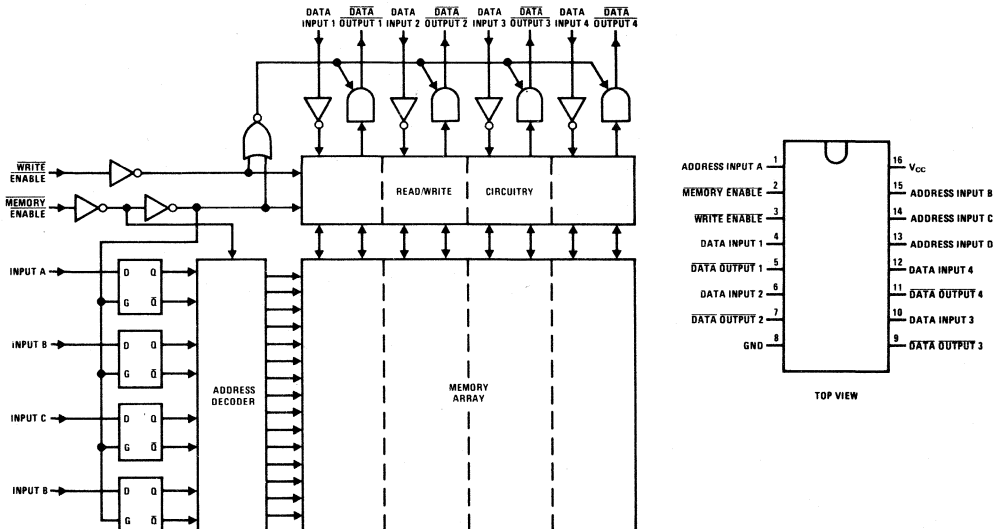 DATA INPUT 1
DATA OUTPUT 1
DATA INPUT 2
DATA OUTPUT 2
DATA INPUT 3
DATA OUTPUT 3
DATA INPUT 4
DATA OUTPUT 4
WRITE ENABLE
MEMORY ENABLE
READ/WRITE CIRCUITRY
INPUT A
D Q
G Q̅
INPUT B
D Q
G Q̅
INPUT C
D Q
G Q̅
INPUT B
D Q
G Q̅
ADDRESS DECODER
MEMORY ARRAY
ADDRESS INPUT A 1
MEMORY ENABLE 2
WRITE ENABLE 3
DATA INPUT 1 4
DATA OUTPUT 1 5
DATA INPUT 2 6
DATA OUTPUT 2 7
GND 8
16 VCC
15 ADDRESS INPUT B
14 ADDRESS INPUT C
13 ADDRESS INPUT D
12 DATA INPUT 4
11 DATA OUTPUT 4
10 DATA INPUT 3
9 DATA OUTPUT 3
TOP VIEW